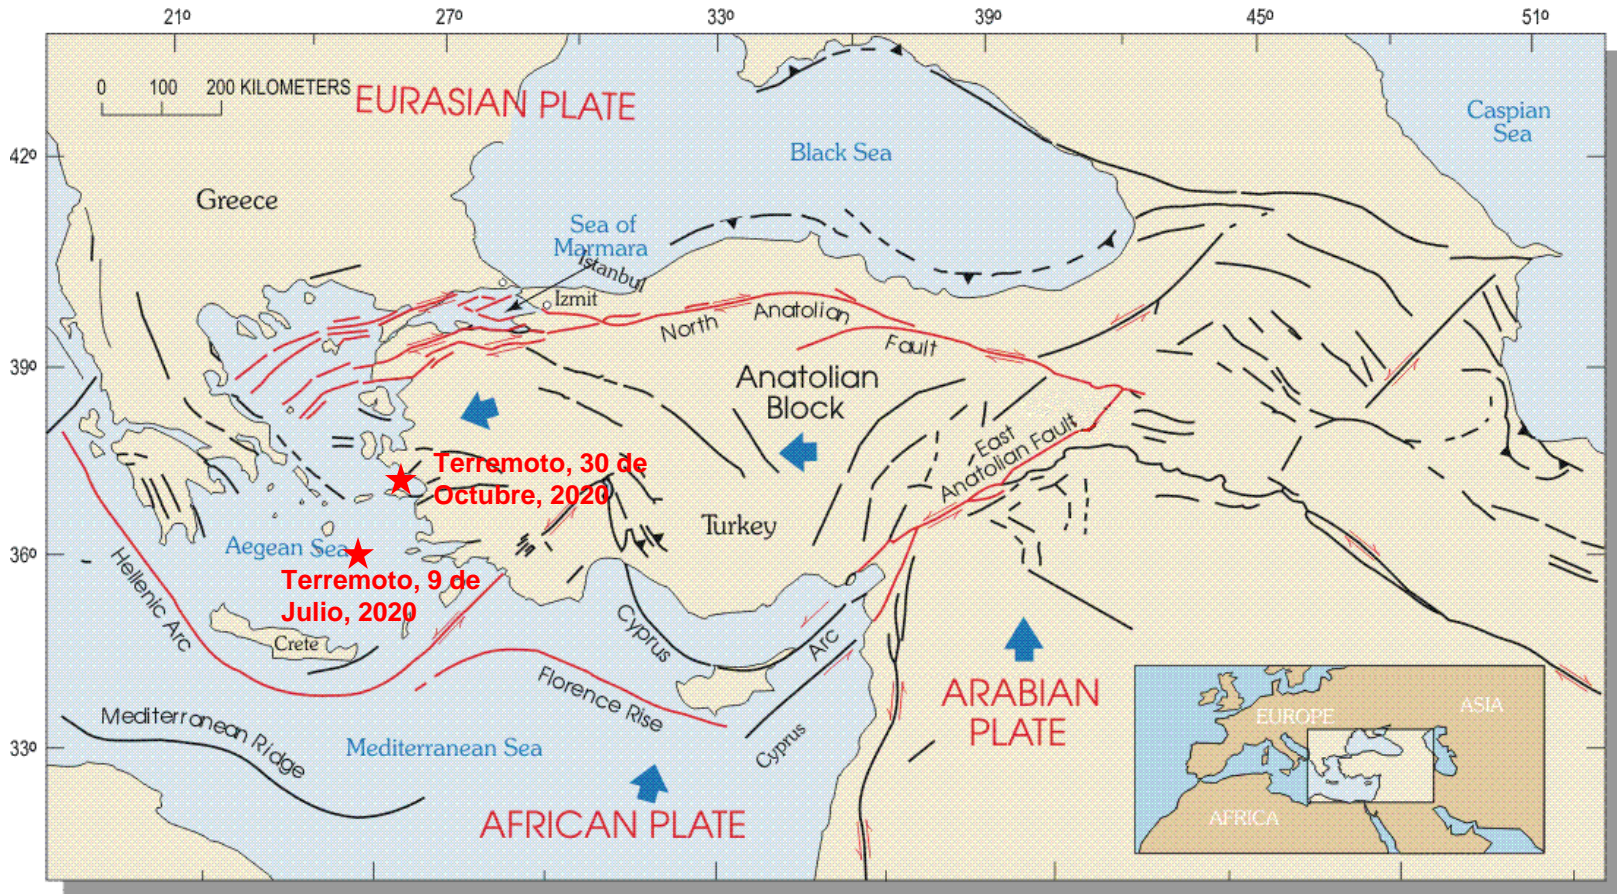 21º 27º 33º 39º 45º 51º
0 100 200 KILOMETERS
EURASIAN PLATE
Caspian
Sea
42º
Black Sea
Greece
Sea of
Marmara
Istanbul
Izmit
North Anatolian Fault
39º
Anatolian
Block
East
Anatolian Fault
Terremoto, 30 de
Octubre, 2020
Turkey
Aegean Sea
36º
Terremoto, 9 de
Julio, 2020
Hellenic Arc
Crete
Cyprus Arc
Florence Rise
ARABIAN
PLATE
Mediterranean Ridge
33º
Mediterranean Sea
Cyprus
AFRICAN PLATE
EUROPE
ASIA
AFRICA